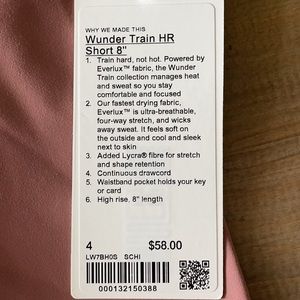 WHY WE MADE THIS
Wunder Train HR
Short 8"
1. Train hard, not hot. Powered by
Everlux™ fabric, the Wunder
Train collection manages heat
and sweat so you stay
comfortable and focused
2. Our fastest drying fabric,
Everlux™ is ultra-breathable,
four-way stretch, and wicks
away sweat. It feels soft on
the outside and cool and sleek
next to skin
3. Added Lycra® fibre for stretch
and shape retention
4. Continuous drawcord
5. Waistband pocket holds your key
or card
6. High rise, 8" length
4 $58.00
LW7BH0S SCHI
000132150388